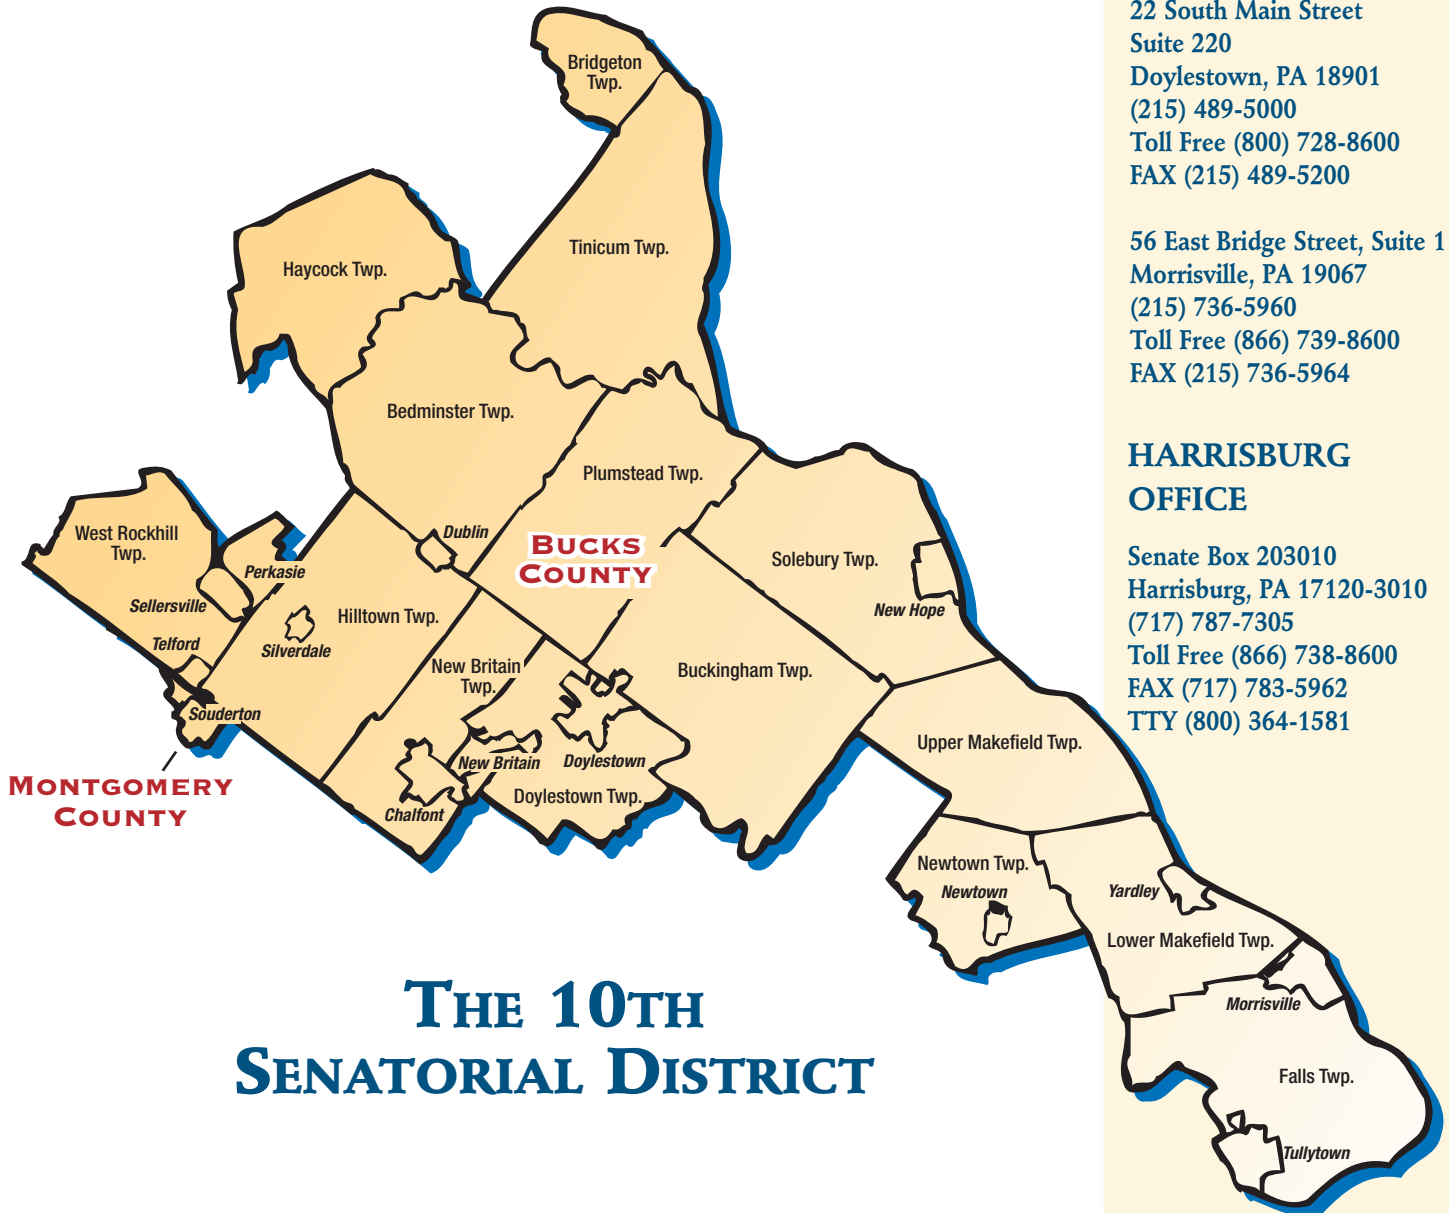 Bridgeton
Twp.
Tinicum Twp.
Haycock Twp.
Bedminster Twp.
Plumstead Twp.
West Rockhill
Twp.
Perkasie
Sellersville
Telford
Souderton
Silverdale
Hilltown Twp.
Dublin
BUCKS
COUNTY
Solebury Twp.
New Hope
New Britain
Twp.
Buckingham Twp.
New Britain
Doylestown
Doylestown Twp.
Chalfont
MONTGOMERY
COUNTY
Upper Makefield Twp.
Newtown Twp.
Newtown
Yardley
Lower Makefield Twp.
Morrisville
Falls Twp.
Tullytown
THE 10TH
SENATORIAL DISTRICT
22 South Main Street
Suite 220
Doylestown, PA 18901
(215) 489-5000
Toll Free (800) 728-8600
FAX (215) 489-5200
56 East Bridge Street, Suite 1
Morrisville, PA 19067
(215) 736-5960
Toll Free (866) 739-8600
FAX (215) 736-5964
HARRISBURG
OFFICE
Senate Box 203010
Harrisburg, PA 17120-3010
(717) 787-7305
Toll Free (866) 738-8600
FAX (717) 783-5962
TTY (800) 364-1581